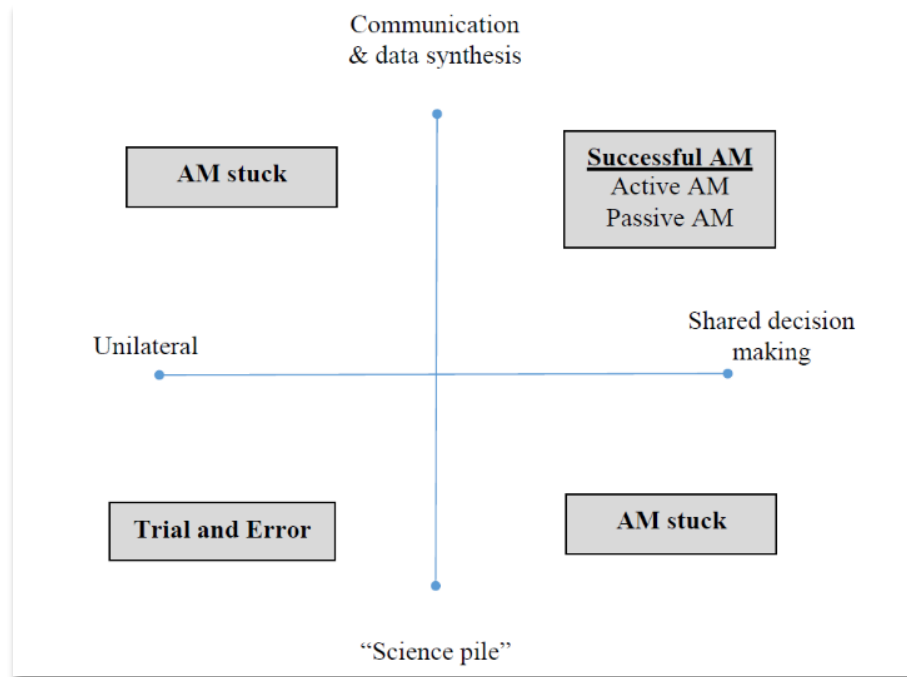 Communication
& data synthesis
AM stuck
Successful AM
Active AM
Passive AM
Unilateral
Shared decision
making
Trial and Error
AM stuck
“Science pile”